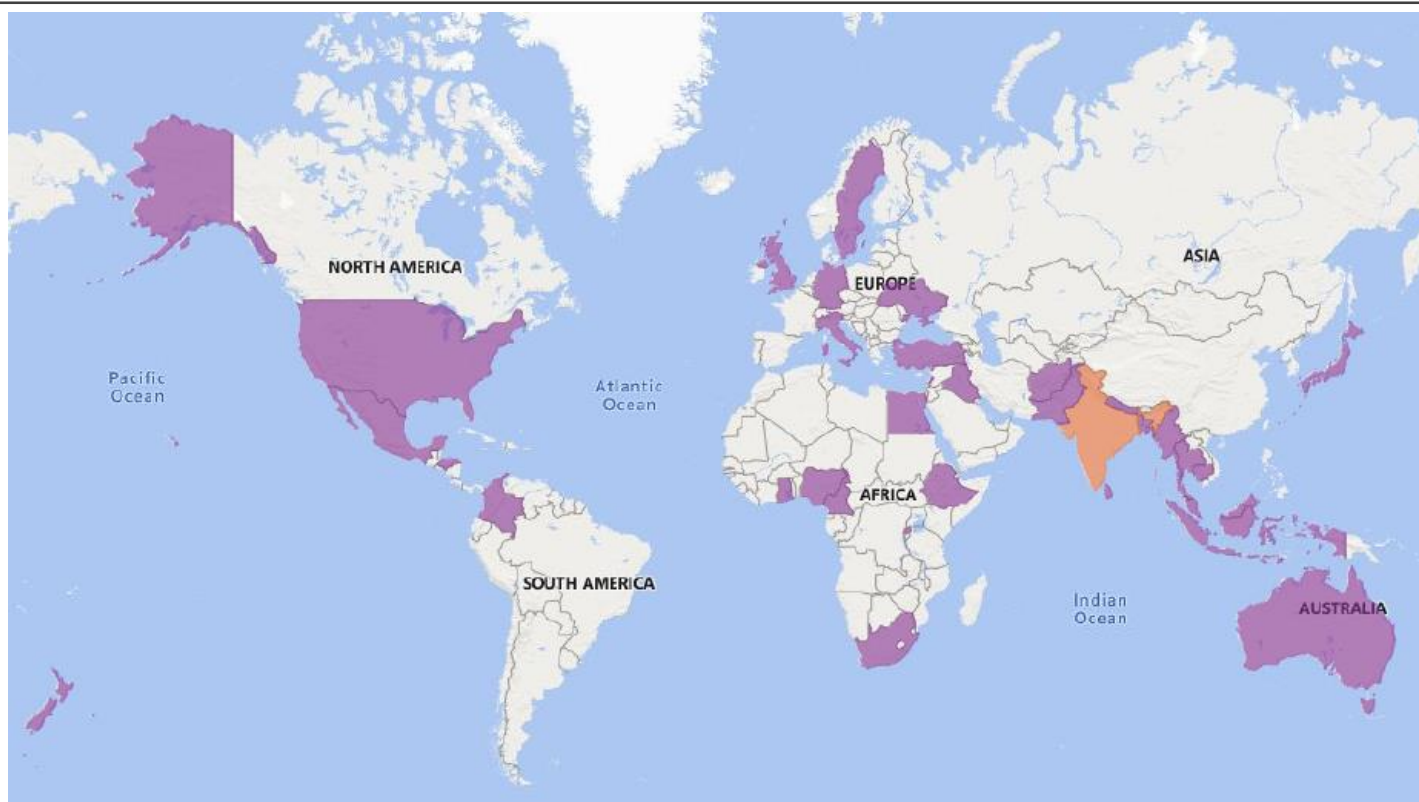 ASIA
NORTH AMERICA
EUROPE
Pacific
Ocean
Atlantic
Ocean
AFRICA
SOUTH AMERICA
Indian
Ocean
AUSTRALIA